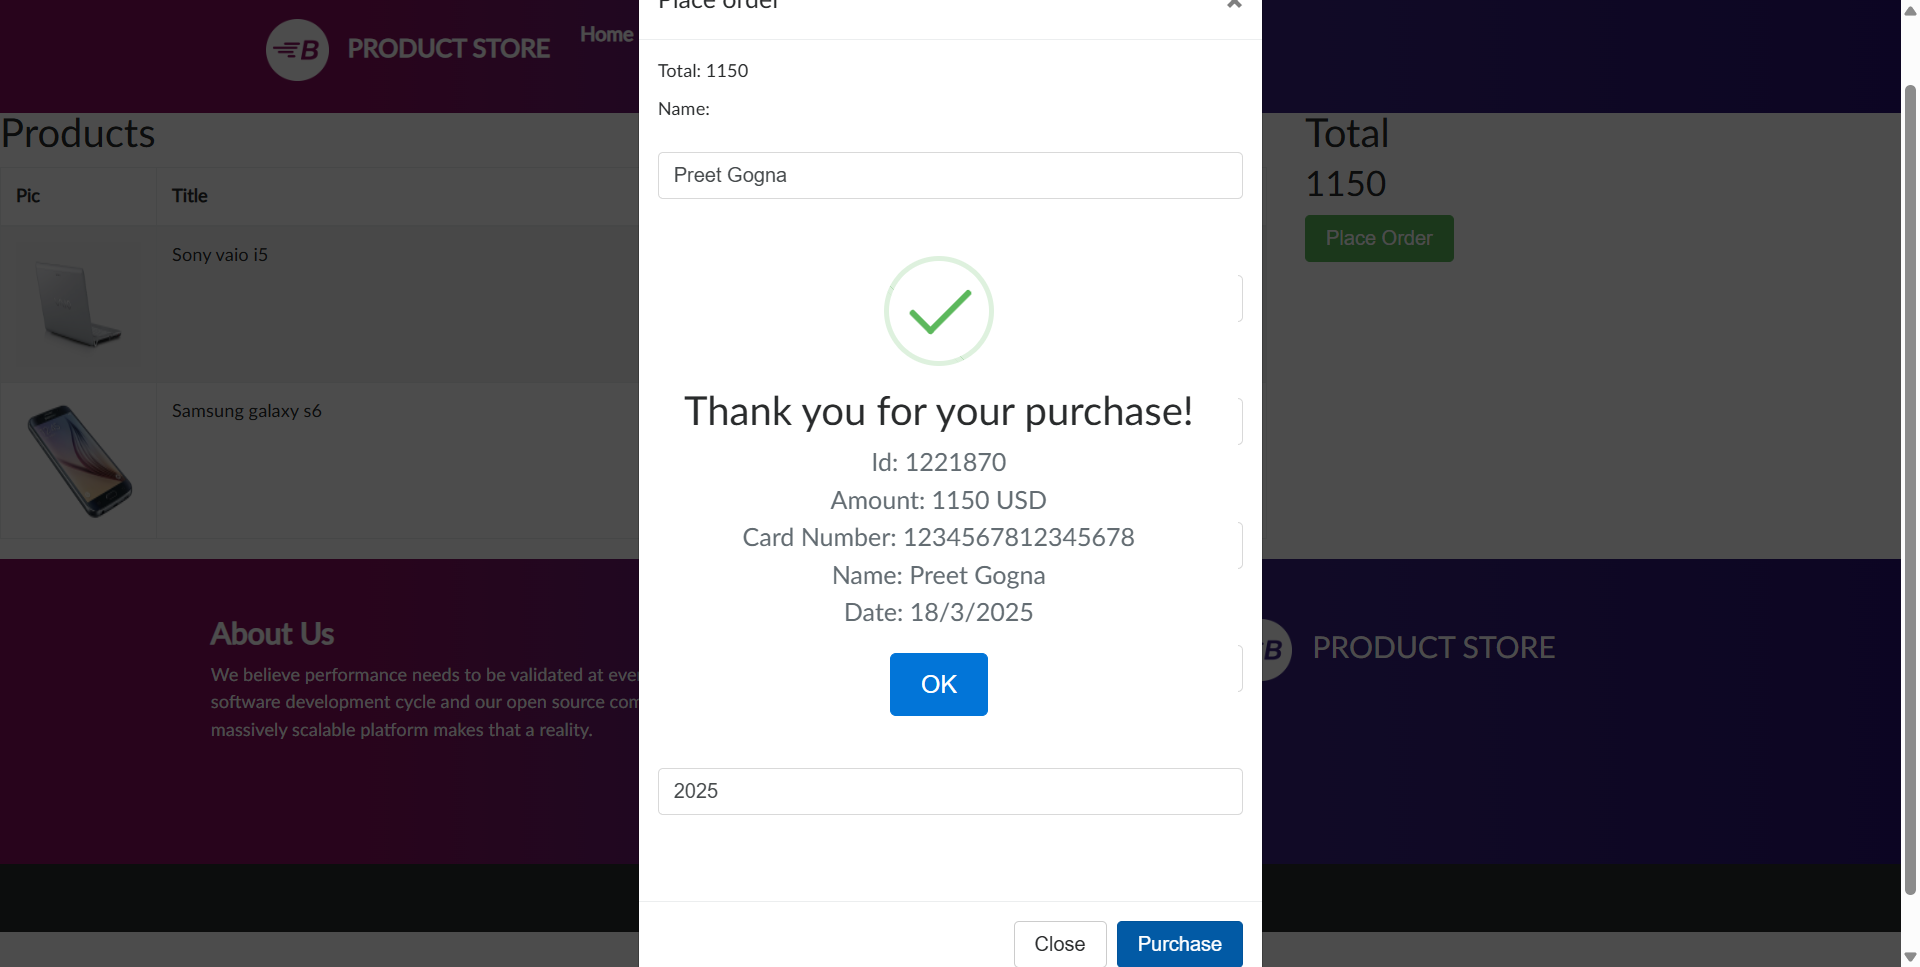 B PRODUCT STORE Home
Place order
×
Total: 1150
Name:
Preet Gogna
Products
Pic Title
Sony vaio i5
Samsung galaxy s6
Total
1150
Place Order
Thank you for your purchase!
Id: 1221870
Amount: 1150 USD
Card Number: 1234567812345678
Name: Preet Gogna
Date: 18/3/2025
OK
2025
Close Purchase
About Us
We believe performance needs to be validated at eve
software development cycle and our open source com
massively scalable platform makes that a reality.
B PRODUCT STORE